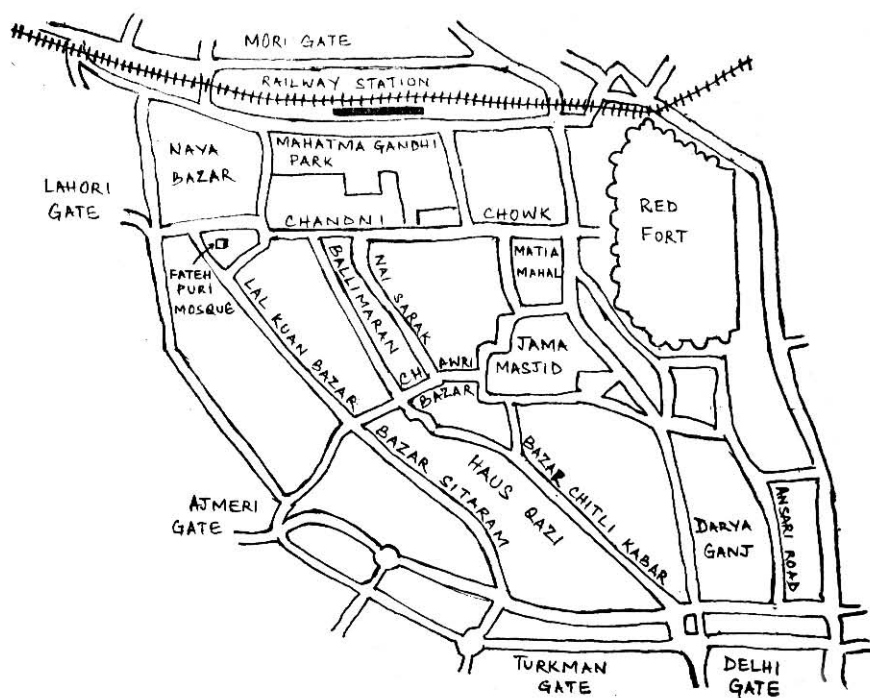 MORI GATE
RAILWAY STATION
NAYA
BAZAR
MAHATMA GANDHI
PARK
LAHORI
GATE
CHANDNI CHOWK
RED
FORT
FATEH
PURI
MOSQUE
MATIA
MAHAL
BALLIMARAN
NAI SARAK
LAL KUAN BAZAR
JAMA
MASJID
CHAWRI
BAZAR
BAZAR SITARAM
HAUS QAZI
BAZAR CHITLI KABAR
AJMERI
GATE
DARYA
GANJ
ANSARI ROAD
TURKMAN
GATE
DELHI
GATE